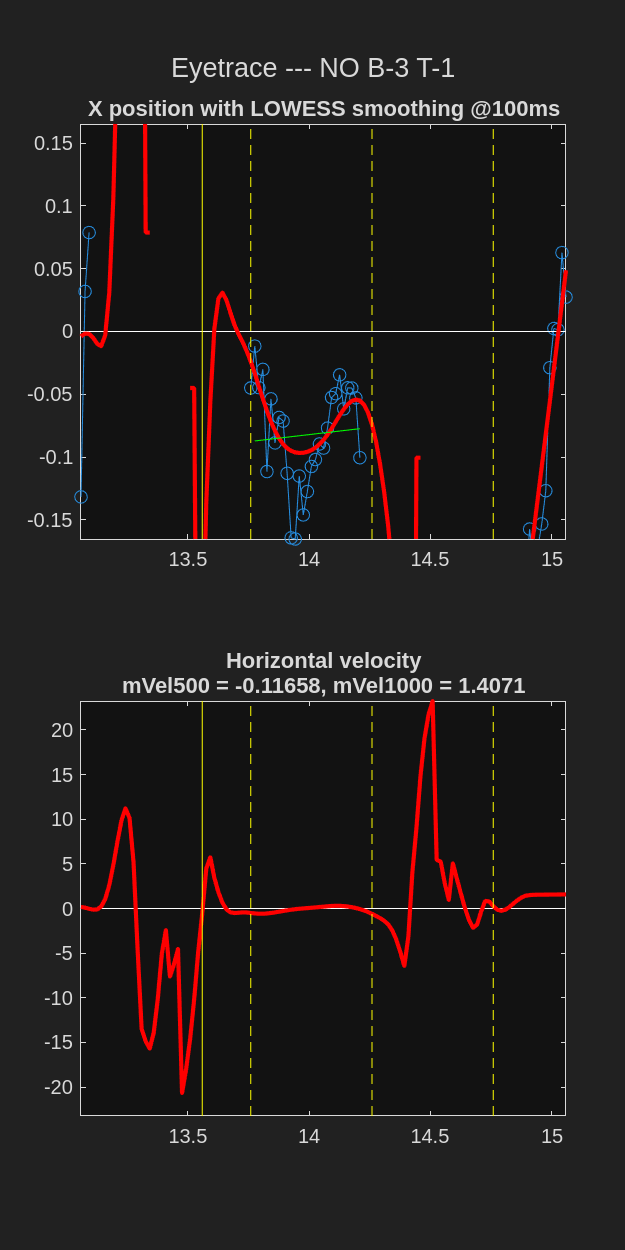 Eyetrace --- NO B-3 T-1
X position with LOWESS smoothing @100ms
0.15
0.1
0.05
0
-0.05
-0.1
-0.15
13.5 14 14.5 15
Horizontal velocity
mVel500 = -0.11658, mVel1000 = 1.4071
20
15
10
5
0
-5
-10
-15
-20
13.5 14 14.5 15